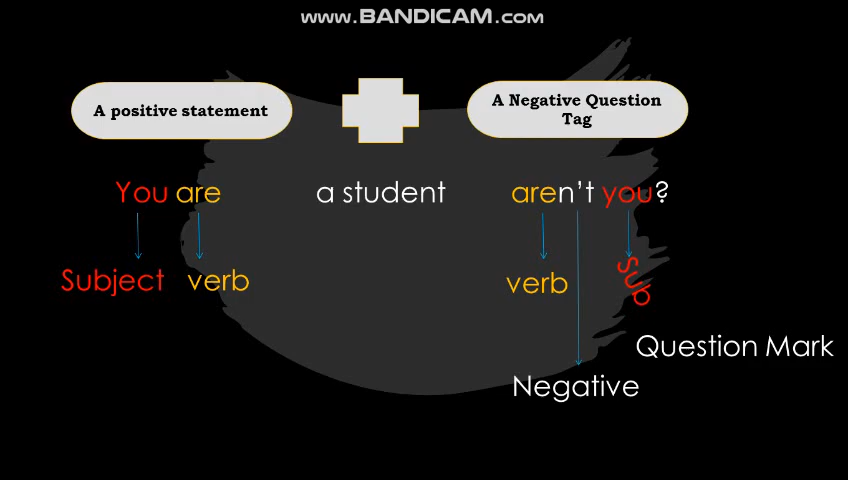 www.BANDICAM.com
A positive statement
A Negative Question
Tag
You are a student aren't you?
Subject verb verb Sub
Question Mark
Negative